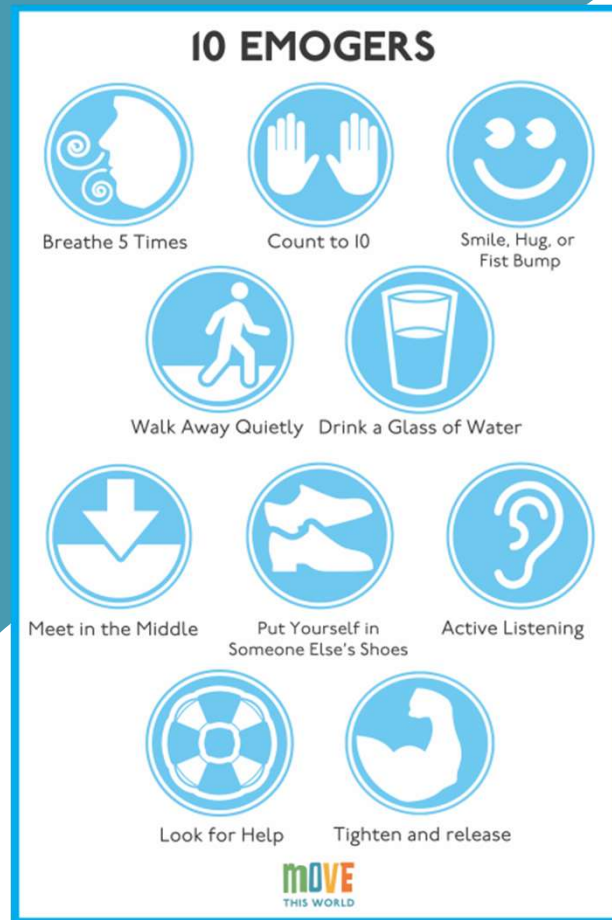 10 EMOGERS
Breathe 5 Times
Count to 10
Smile, Hug, or
Fist Bump
Walk Away Quietly
Drink a Glass of Water
Meet in the Middle
Put Yourself in
Someone Else's Shoes
Active Listening
Look for Help
Tighten and release
MOVE
THIS WORLD